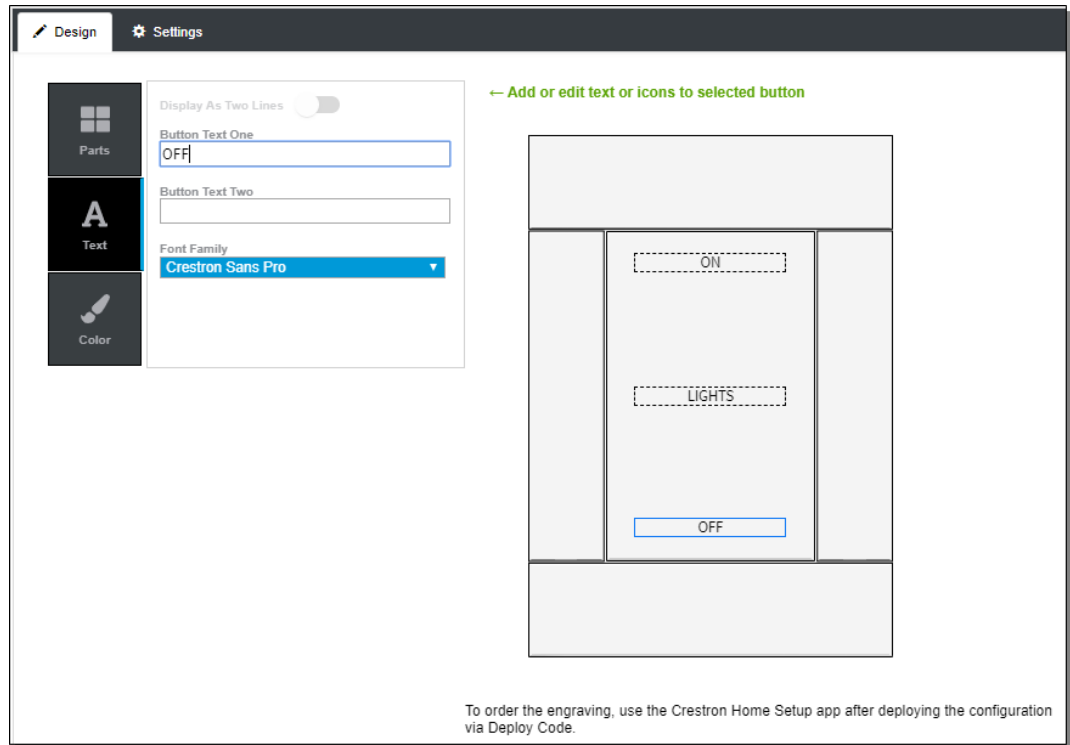 Design
Settings
Parts
A
Text
Color
Display As Two Lines
Button Text One
OFF
Button Text Two
Font Family
Crestron Sans Pro
← Add or edit text or icons to selected button
ON
LIGHTS
OFF
To order the engraving, use the Crestron Home Setup app after deploying the configuration
via Deploy Code.